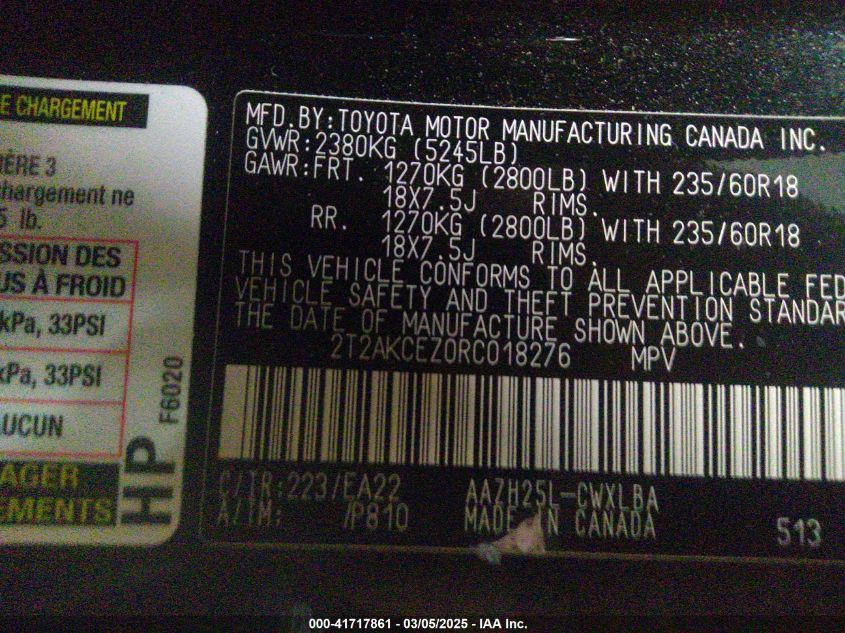 E CHARGEMENT
ÈRE 3
hargement ne
5 lb.
SSION DES
US À FROID
kPa, 33PSI
kPa, 33PSI
AUCUN
AGER
EMENTS
HP
F6020
MFD.BY:TOYOTA MOTOR MANUFACTURING CANADA INC.
GVWR:2380KG (5245LB)
GAWR:FRT. 1270KG (2800LB) WITH 235/60R18
18X7.5J RIMS.
RR. 1270KG (2800LB) WITH 235/60R18
18X7.5J RIMS.
THIS VEHICLE CONFORMS TO ALL APPLICABLE FED
VEHICLE SAFETY AND THEFT PREVENTION STANDAR
THE DATE OF MANUFACTURE SHOWN ABOVE.
2T2AKCEZ0RC018276 MPV
C/TR:223/EA22 AAZH25L-CWXLBA
A/TM: /P810 MADE IN CANADA
513
000-41717861 - 03/05/2025 - IAA Inc.